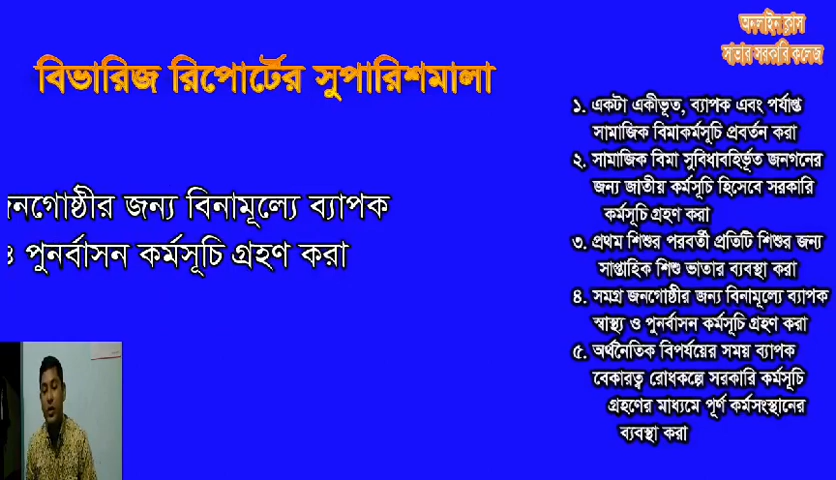 অনলাইন ক্লাস
সাভার সরকারি কলেজ
বিভারিজ রিপোর্টের সুপারিশমালা
জনগোষ্ঠীর জন্য বিনামূল্যে ব্যাপক
ও পুনর্বাসন কর্মসূচি গ্রহণ করা
১. একটা একীভূত, ব্যাপক এবং পর্যাপ্ত
সামাজিক বিমাকর্মসূচি প্রবর্তন করা
২. সামাজিক বিমা সুবিধাবহির্ভূত জনগনের
জন্য জাতীয় কর্মসূচি হিসেবে সরকারি
কর্মসূচি গ্রহণ করা
৩. প্রথম শিশুর পরবর্তী প্রতিটি শিশুর জন্য
সাপ্তাহিক শিশু ভাতার ব্যবস্থা করা
৪. সমগ্র জনগোষ্ঠীর জন্য বিনামূল্যে ব্যাপক
স্বাস্থ্য ও পুনর্বাসন কর্মসূচি গ্রহণ করা
৫. অর্থনৈতিক বিপর্যয়ের সময় ব্যাপক
বেকারত্ব রোধকল্পে সরকারি কর্মসূচি
গ্রহণের মাধ্যমে পূর্ণ কর্মসংস্থানের
ব্যবস্থা করা